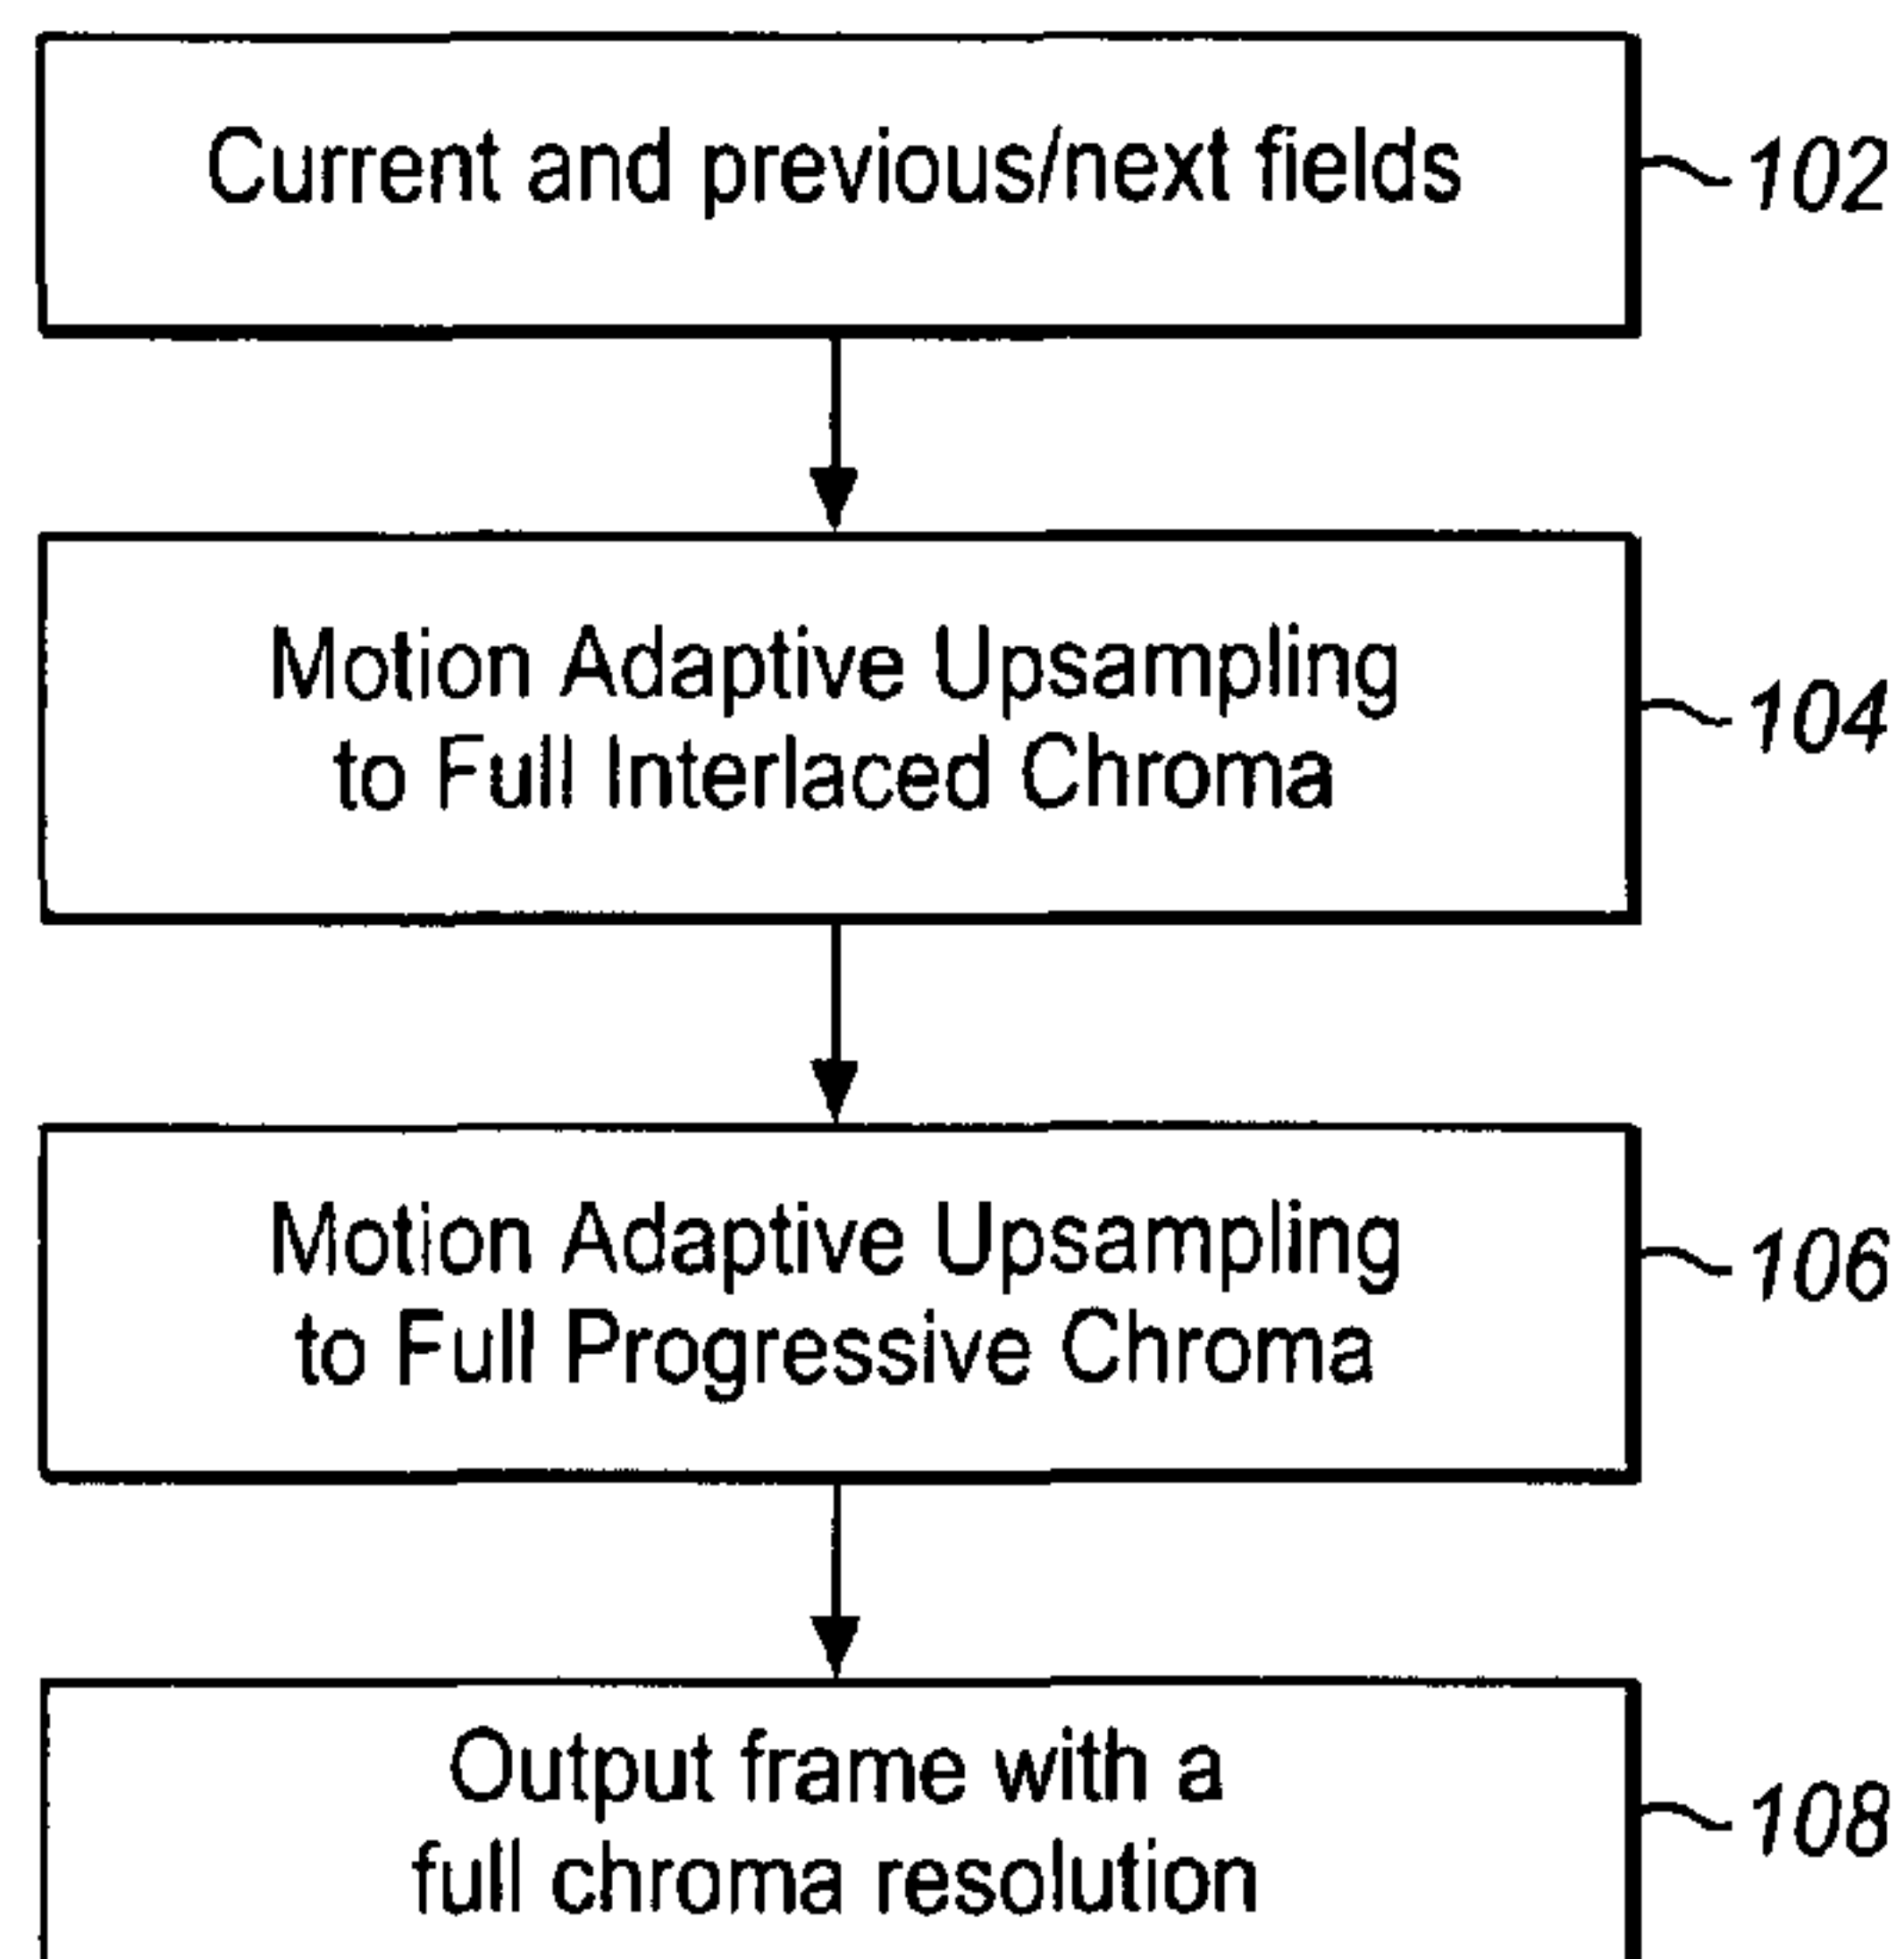 Current and previous/next fields
102
Motion Adaptive Upsampling
to Full Interlaced Chroma
104
Motion Adaptive Upsampling
to Full Progressive Chroma
106
Output frame with a
full chroma resolution
108